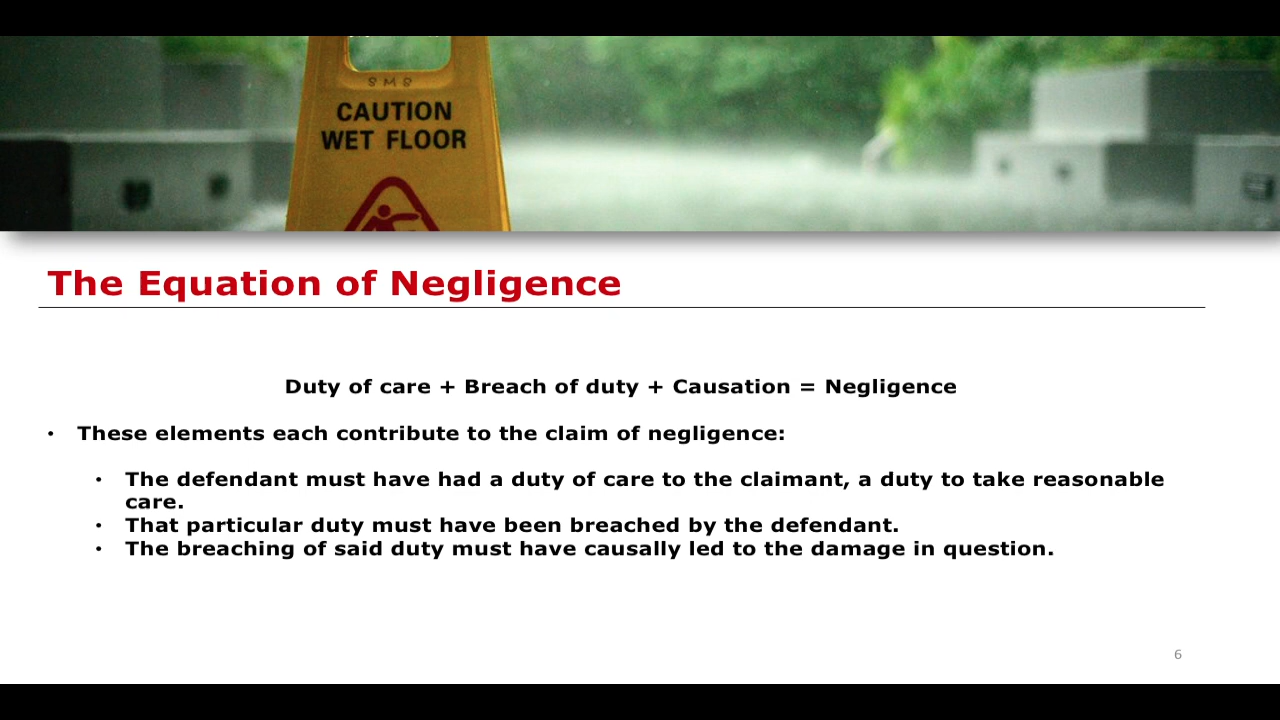 SMS
CAUTION
WET FLOOR
The Equation of Negligence
Duty of care + Breach of duty + Causation = Negligence
• These elements each contribute to the claim of negligence:
• The defendant must have had a duty of care to the claimant, a duty to take reasonable
care.
• That particular duty must have been breached by the defendant.
• The breaching of said duty must have causally led to the damage in question.
6